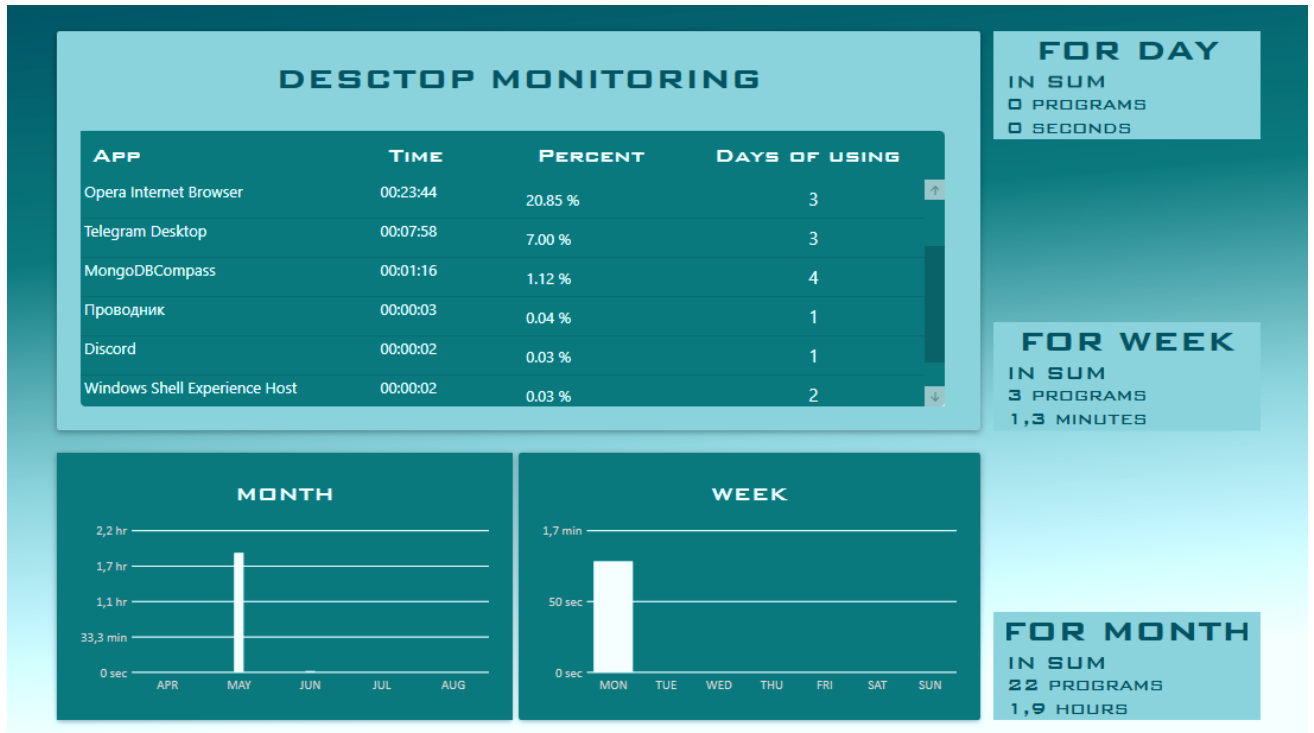 DESCTOP MONITORING
App Time Percent Days of using
Opera Internet Browser 00:23:44 20.85 % 3
Telegram Desktop 00:07:58 7.00 % 3
MongoDBCompass 00:01:16 1.12 % 4
Проводник 00:00:03 0.04 % 1
Discord 00:00:02 0.03 % 1
Windows Shell Experience Host 00:00:02 0.03 % 2
FOR DAY
IN SUM
0 PROGRAMS
0 SECONDS
FOR WEEK
IN SUM
3 PROGRAMS
1,3 MINUTES
MONTH
2,2 hr
1,7 hr
1,1 hr
33,3 min
0 sec
APR MAY JUN JUL AUG
WEEK
1,7 min
50 sec
0 sec
MON TUE WED THU FRI SAT SUN
FOR MONTH
IN SUM
22 PROGRAMS
1,9 HOURS